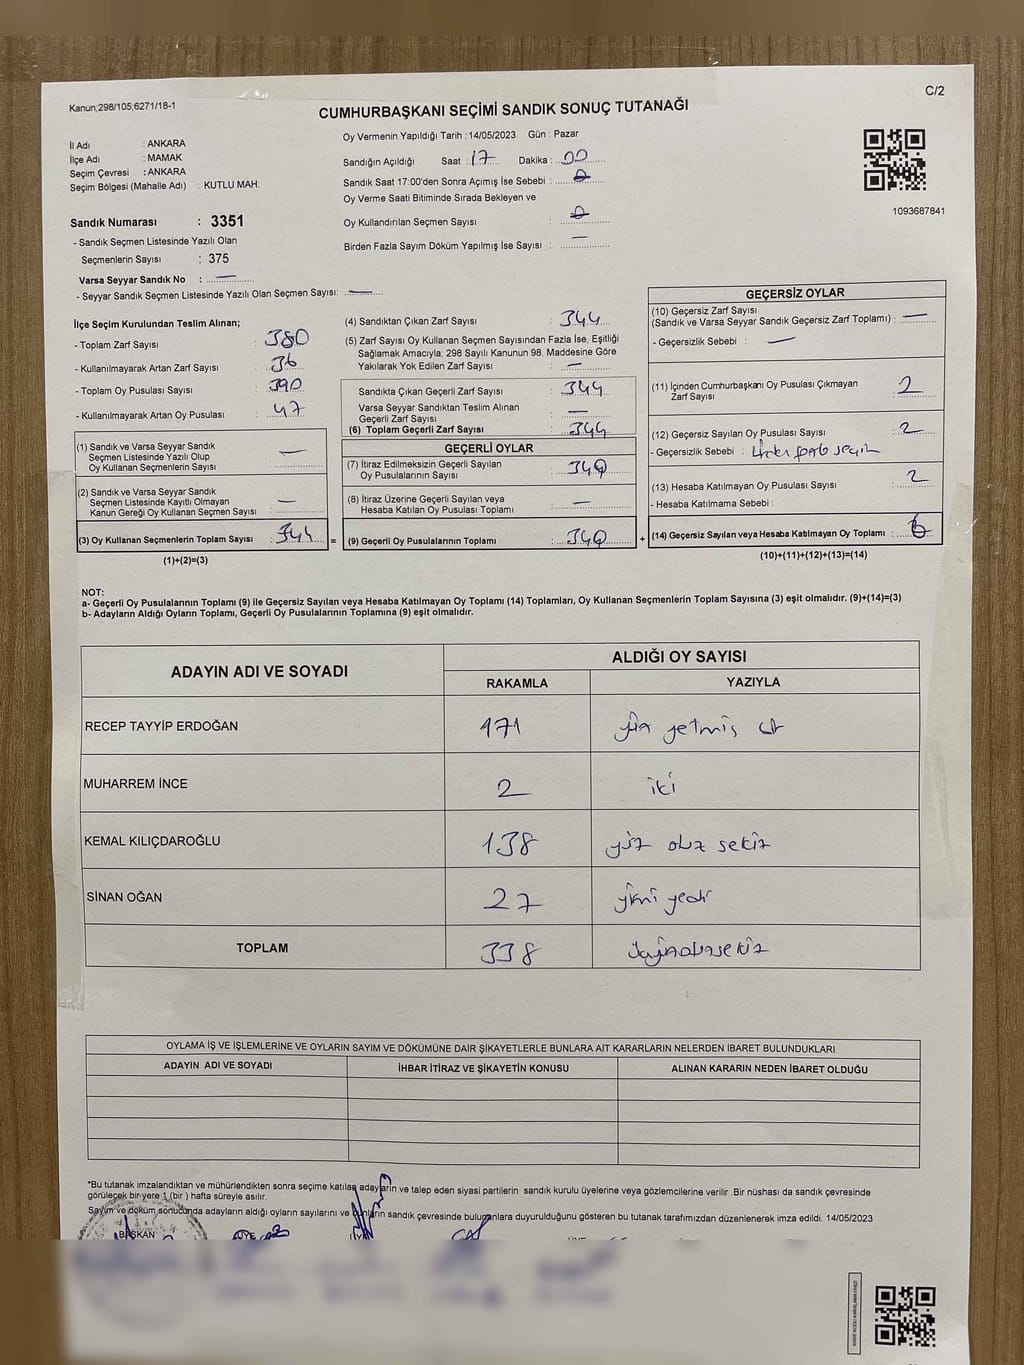 Kanun;298/105;6271/18-1
C/2
CUMHURBAŞKANI SEÇİMİ SANDIK SONUÇ TUTANAĞI
İl Adı : ANKARA
İlçe Adı : MAMAK
Seçim Çevresi : ANKARA
Seçim Bölgesi (Mahalle Adı) : KUTLU MAH.
Sandık Numarası : 3351
- Sandık Seçmen Listesinde Yazılı Olan
Seçmenlerin Sayısı : 375
Varsa Seyyar Sandık No : —
- Seyyar Sandık Seçmen Listesinde Yazılı Olan Seçmen Sayısı: —
Oy Vermenin Yapıldığı Tarih : 14/05/2023 Gün : Pazar
Sandığın Açıldığı Saat : 17 Dakika : 00
Sandık Saat 17:00'den Sonra Açımış İse Sebebi : 0
Oy Verme Saati Bitiminde Sırada Bekleyen ve
Oy Kullandırılan Seçmen Sayısı : 0
Birden Fazla Sayım Döküm Yapılmış İse Sayısı : —
1093687841
İlçe Seçim Kurulundan Teslim Alınan;
- Toplam Zarf Sayısı : 380
- Kullanılmayarak Artan Zarf Sayısı : 36
- Toplam Oy Pusulası Sayısı : 390
- Kullanılmayarak Artan Oy Pusulası : 47
(1) Sandık ve Varsa Seyyar Sandık
Seçmen Listesinde Yazılı Olup
Oy Kullanan Seçmenlerin Sayısı : —
(2) Sandık ve Varsa Seyyar Sandık
Seçmen Listesinde Kayıtlı Olmayan
Kanun Gereği Oy Kullanan Seçmen Sayısı : —
(3) Oy Kullanan Seçmenlerin Toplam Sayısı : 344 =
(1)+(2)=(3)
(4) Sandıktan Çıkan Zarf Sayısı : 344
(5) Zarf Sayısı Oy Kullanan Seçmen Sayısından Fazla İse, Eşitliği
Sağlamak Amacıyla; 298 Sayılı Kanunun 98. Maddesine Göre
Yakılarak Yok Edilen Zarf Sayısı : —
Sandıkta Çıkan Geçerli Zarf Sayısı : 344
Varsa Seyyar Sandıktan Teslim Alınan
Geçerli Zarf Sayısı : —
(6) Toplam Geçerli Zarf Sayısı : 344
GEÇERLİ OYLAR
(7) İtiraz Edilmeksizin Geçerli Sayılan
Oy Pusulalarının Sayısı : 340
(8) İtiraz Üzerine Geçerli Sayılan veya
Hesaba Katılan Oy Pusulası Toplamı : —
(9) Geçerli Oy Pusulalarının Toplamı : 340 +
GEÇERSİZ OYLAR
(10) Geçersiz Zarf Sayısı
(Sandık ve Varsa Seyyar Sandık Geçersiz Zarf Toplamı) : —
- Geçersizlik Sebebi : —
(11) İçinden Cumhurbaşkanı Oy Pusulası Çıkmayan
Zarf Sayısı : 2
(12) Geçersiz Sayılan Oy Pusulası Sayısı : 2
- Geçersizlik Sebebi :
(13) Hesaba Katılmayan Oy Pusulası Sayısı : 2
- Hesaba Katılmama Sebebi :
(14) Geçersiz Sayılan veya Hesaba Katılmayan Oy Toplamı : 6
(10)+(11)+(12)+(13)=(14)
NOT:
a- Geçerli Oy Pusulalarının Toplamı (9) ile Geçersiz Sayılan veya Hesaba Katılmayan Oy Toplamı (14) Toplamları, Oy Kullanan Seçmenlerin Toplam Sayısına (3) eşit olmalıdır. (9)+(14)=(3)
b- Adayların Aldığı Oyların Toplamı, Geçerli Oy Pusulalarının Toplamına (9) eşit olmalıdır.
ADAYIN ADI VE SOYADI ALDIĞI OY SAYISI
RAKAMLA YAZIYLA
RECEP TAYYİP ERDOĞAN 171 yüz yetmiş bir
MUHARREM İNCE 2 iki
KEMAL KILIÇDAROĞLU 138 yüz otuz sekiz
SİNAN OĞAN 27 yirmi yedi
TOPLAM 338 üçyüzotuzsekiz
OYLAMA İŞ VE İŞLEMLERİNE VE OYLARIN SAYIM VE DÖKÜMÜNE DAİR ŞİKAYETLERLE BUNLARA AİT KARARLARIN NELERDEN İBARET BULUNDUKLARI
ADAYIN ADI VE SOYADI İHBAR İTİRAZ VE ŞİKAYETİN KONUSU ALINAN KARARIN NEDEN İBARET OLDUĞU
*Bu tutanak imzalandıktan ve mühürlendikten sonra seçime katılan adayların ve talep eden siyasi partilerin sandık kurulu üyelerine veya gözlemcilerine verilir .Bir nüshası da sandık çevresinde
görülecek bir yere 1 (bir ) hafta süreyle asılır.
Sayım ve döküm sonucunda adayların aldığı oyların sayılarını ve bunların sandık çevresinde bulunanlara duyurulduğunu gösteren bu tutanak tarafımızdan düzenlenerek imza edildi. 14/05/2023
BAŞKAN ÜYE